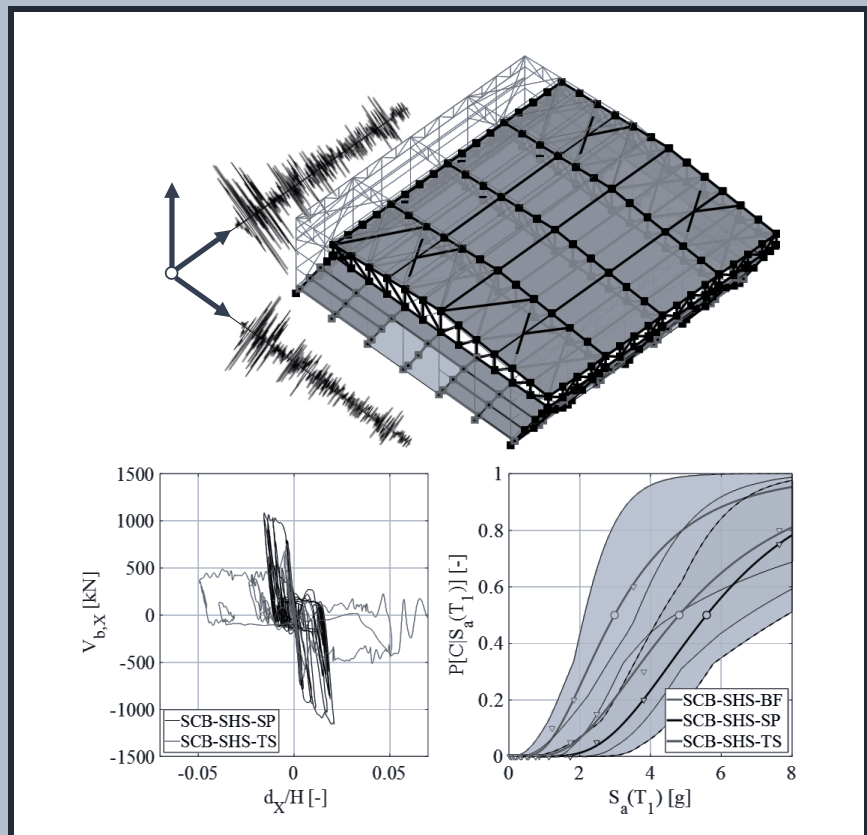 1500
1000
500
0
-500
-1000
-1500
V_b,X [kN]
SCB-SHS-SP
SCB-SHS-TS
-0.05
0
0.05
d_X/H [-]
1
0.8
0.6
0.4
0.2
0
P[C|S_a(T_1)] [-]
SCB-SHS-BF
SCB-SHS-SP
SCB-SHS-TS
0
2
4
6
8
S_a(T_1) [g]